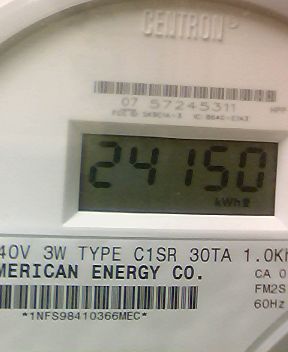 CENTRON
07 57245311
24150
kWh
40V 3W TYPE C1SR 30TA 1.0Kh
MERICAN ENERGY CO.
CA 0
FM2S
60Hz
*1NFS98410366MEC*